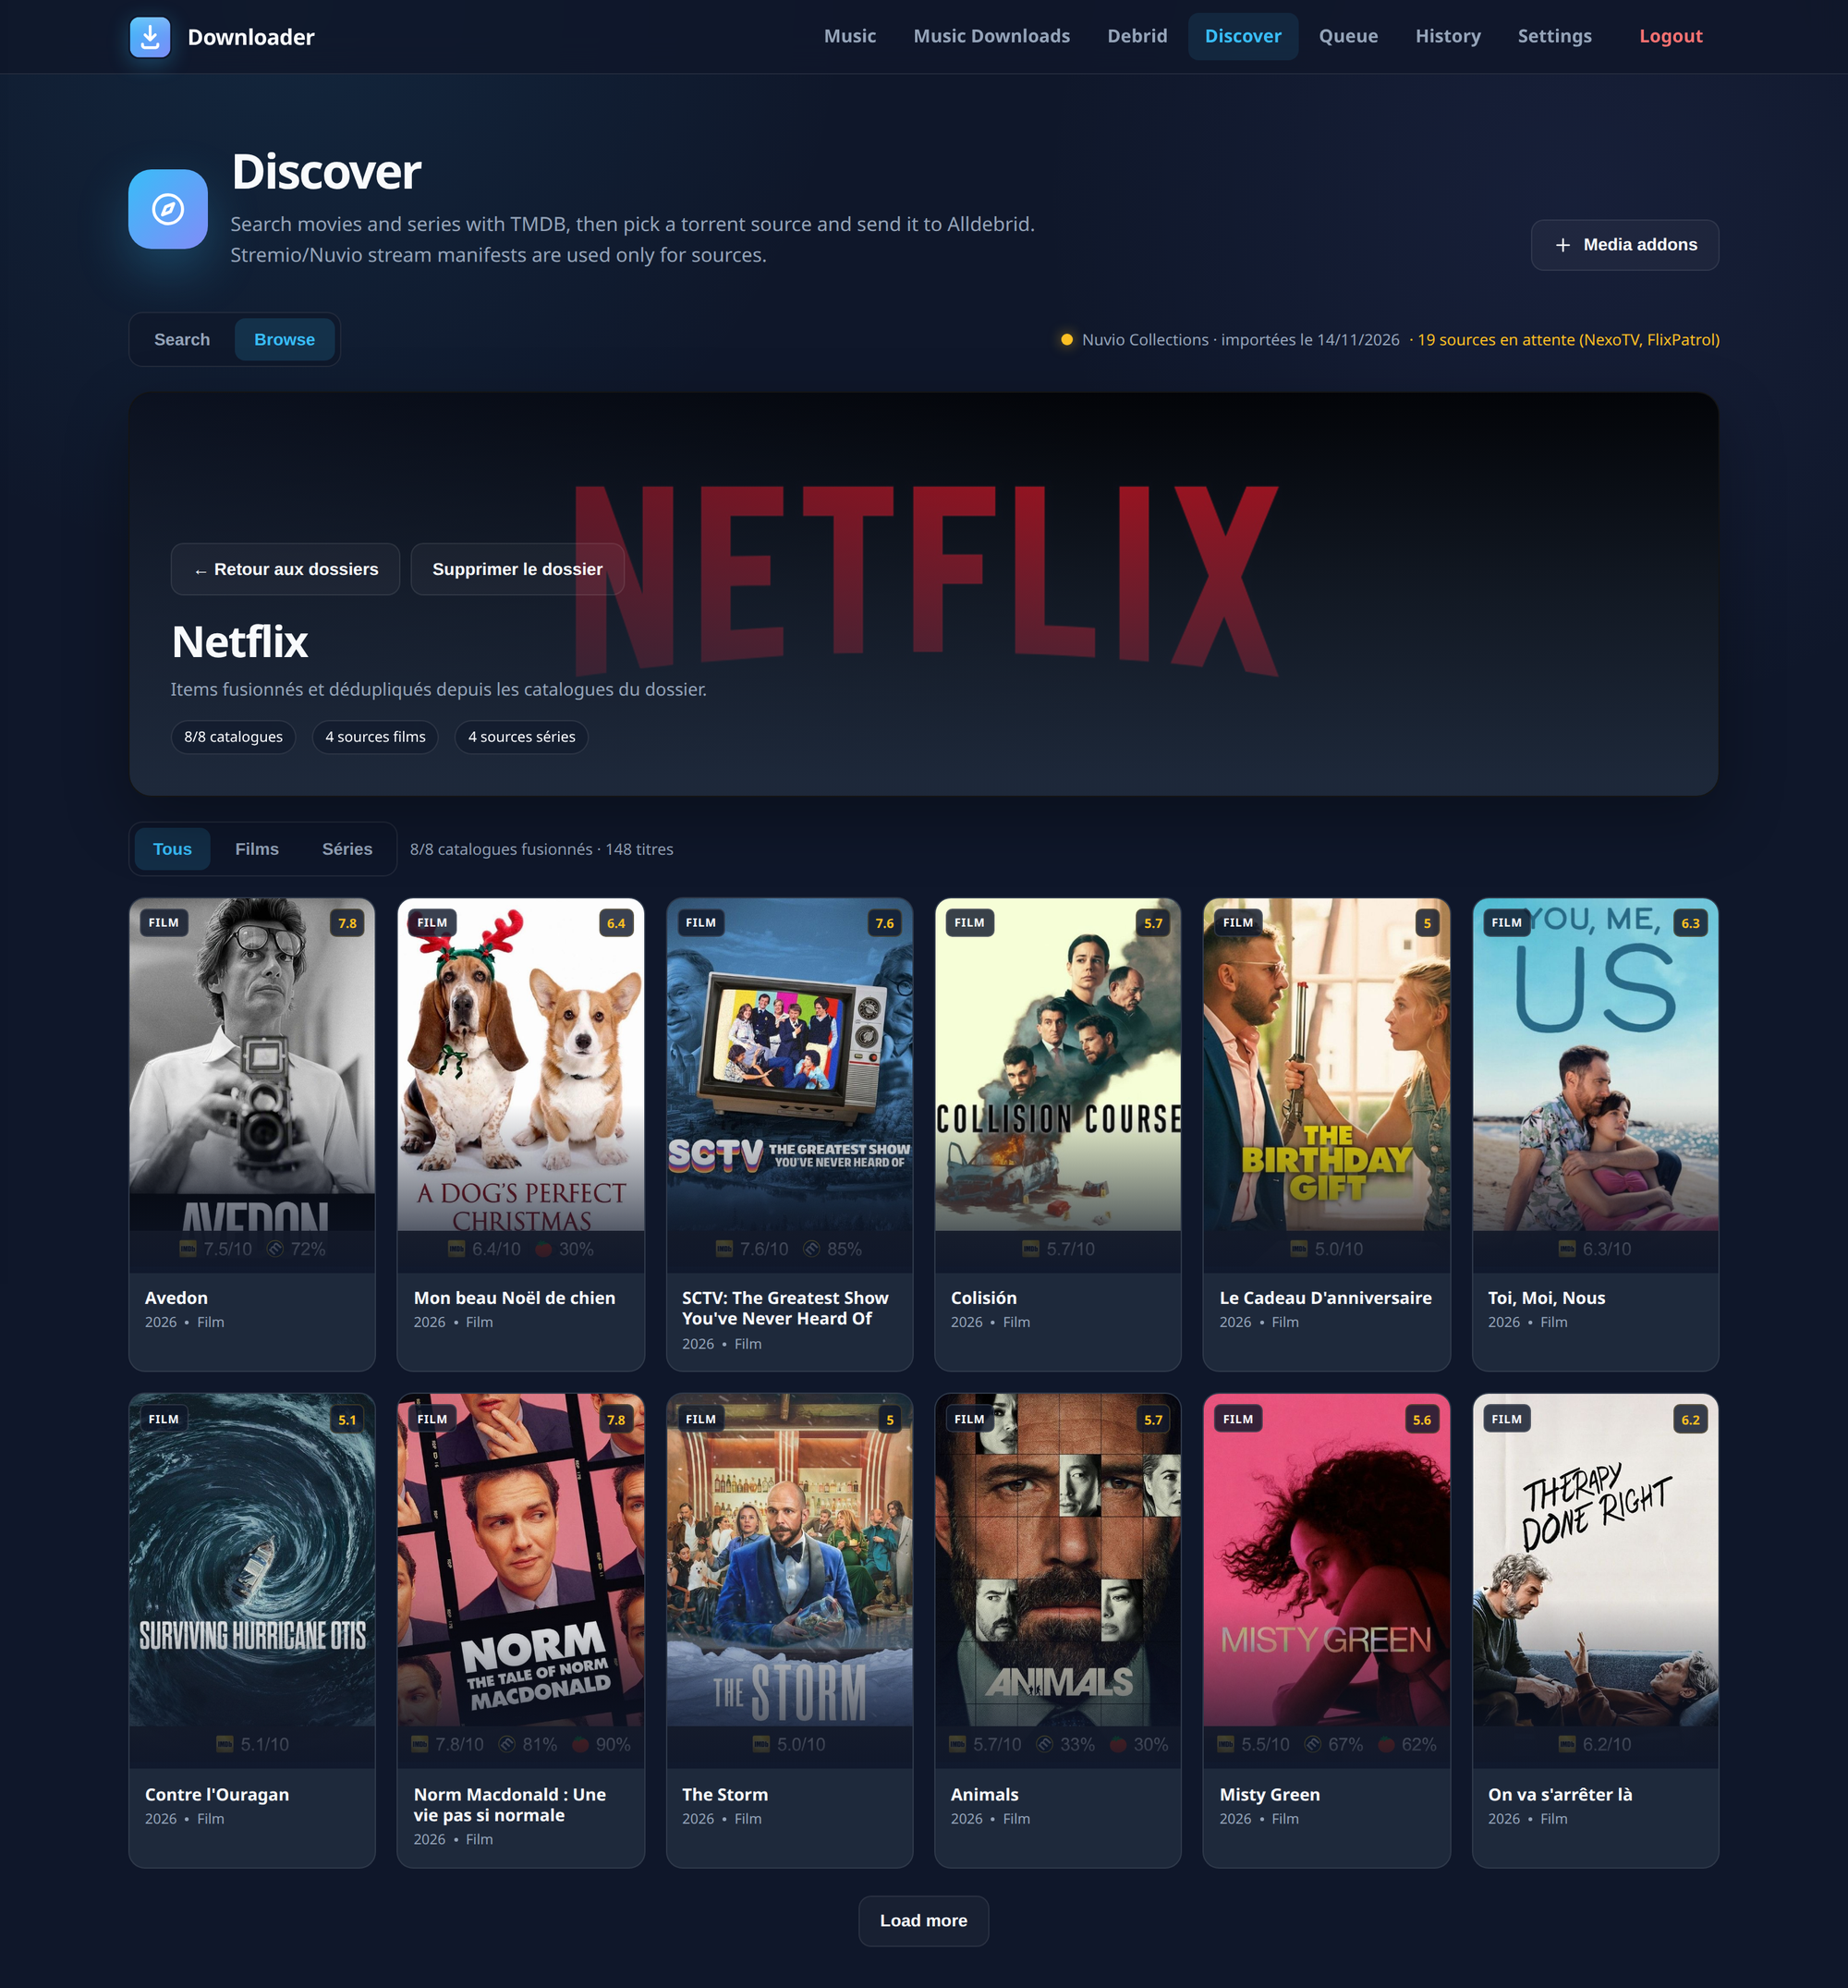 Downloader
Music
Music Downloads
Debrid
Discover
Queue
History
Settings
Logout
Discover
Search movies and series with TMDB, then pick a torrent source and send it to Alldebrid.
Stremio/Nuvio stream manifests are used only for sources.
+ Media addons
Search
Browse
Nuvio Collections · importées le 14/11/2026 · 19 sources en attente (NexoTV, FlixPatrol)
NETFLIX
← Retour aux dossiers
Supprimer le dossier
Netflix
Items fusionnés et dédupliqués depuis les catalogues du dossier.
8/8 catalogues
4 sources films
4 sources séries
Tous
Films
Séries
8/8 catalogues fusionnés · 148 titres
FILM
7.8
AVEDON
7.5/10
72%
Avedon
2026 • Film
FILM
6.4
A DOG'S PERFECT
CHRISTMAS
6.4/10
30%
Mon beau Noël de chien
2026 • Film
FILM
7.6
SCTV THE GREATEST SHOW
YOU'VE NEVER HEARD OF
7.6/10
85%
SCTV: The Greatest Show
You've Never Heard Of
2026 • Film
FILM
5.7
COLLISION COURSE
5.7/10
Colisión
2026 • Film
FILM
5
THE
BIRTHDAY
GIFT
5.0/10
Le Cadeau D'anniversaire
2026 • Film
FILM
6.3
YOU, ME,
US
6.3/10
Toi, Moi, Nous
2026 • Film
FILM
5.1
SURVIVING HURRICANE OTIS
5.1/10
Contre l'Ouragan
2026 • Film
FILM
7.8
NORM
THE TALE OF NORM
MACDONALD
7.8/10
81%
90%
Norm Macdonald : Une
vie pas si normale
2026 • Film
FILM
5
THE STORM
5.0/10
The Storm
2026 • Film
FILM
5.7
ANIMALS
5.7/10
33%
30%
Animals
2026 • Film
FILM
5.6
MISTY GREEN
5.5/10
67%
62%
Misty Green
2026 • Film
FILM
6.2
THERAPY
DONE RIGHT
6.2/10
On va s'arrêter là
2026 • Film
Load more